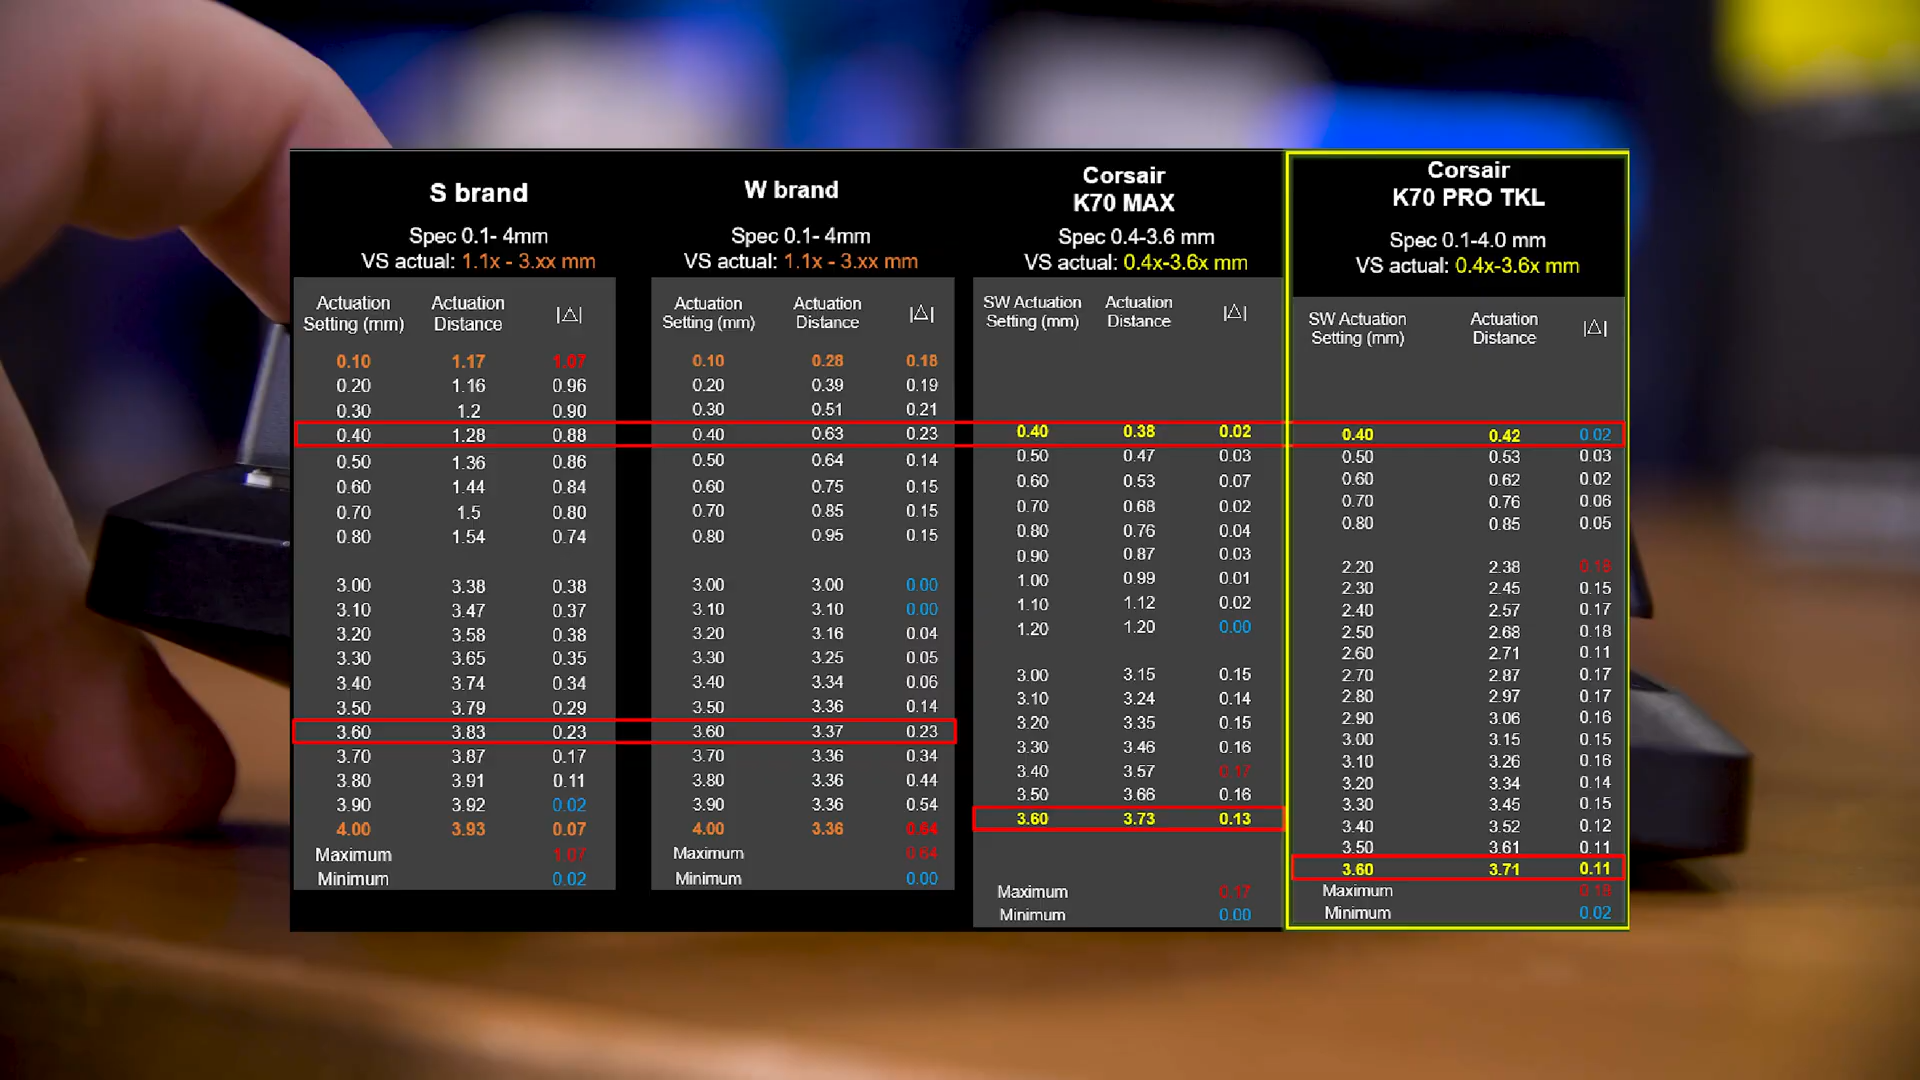 S brand
Spec 0.1- 4mm
VS actual: 1.1x - 3.xx mm
Actuation Setting (mm) Actuation Distance |△|
0.10 1.17 1.07
0.20 1.16 0.96
0.30 1.2 0.90
0.40 1.28 0.88
0.50 1.36 0.86
0.60 1.44 0.84
0.70 1.5 0.80
0.80 1.54 0.74
3.00 3.38 0.38
3.10 3.47 0.37
3.20 3.58 0.38
3.30 3.65 0.35
3.40 3.74 0.34
3.50 3.79 0.29
3.60 3.83 0.23
3.70 3.87 0.17
3.80 3.91 0.11
3.90 3.92 0.02
4.00 3.93 0.07
Maximum 1.07
Minimum 0.02
W brand
Spec 0.1- 4mm
VS actual: 1.1x - 3.xx mm
Actuation Setting (mm) Actuation Distance |△|
0.10 0.28 0.18
0.20 0.39 0.19
0.30 0.51 0.21
0.40 0.63 0.23
0.50 0.64 0.14
0.60 0.75 0.15
0.70 0.85 0.15
0.80 0.95 0.15
3.00 3.00 0.00
3.10 3.10 0.00
3.20 3.16 0.04
3.30 3.25 0.05
3.40 3.34 0.06
3.50 3.36 0.14
3.60 3.37 0.23
3.70 3.36 0.34
3.80 3.36 0.44
3.90 3.36 0.54
4.00 3.36 0.64
Maximum 0.64
Minimum 0.00
Corsair
K70 MAX
Spec 0.4-3.6 mm
VS actual: 0.4x-3.6x mm
SW Actuation Setting (mm) Actuation Distance |△|
0.40 0.38 0.02
0.50 0.47 0.03
0.60 0.53 0.07
0.70 0.68 0.02
0.80 0.76 0.04
0.90 0.87 0.03
1.00 0.99 0.01
1.10 1.12 0.02
1.20 1.20 0.00
3.00 3.15 0.15
3.10 3.24 0.14
3.20 3.35 0.15
3.30 3.46 0.16
3.40 3.57 0.17
3.50 3.66 0.16
3.60 3.73 0.13
Maximum 0.17
Minimum 0.00
Corsair
K70 PRO TKL
Spec 0.1-4.0 mm
VS actual: 0.4x-3.6x mm
SW Actuation Setting (mm) Actuation Distance |△|
0.40 0.42 0.02
0.50 0.53 0.03
0.60 0.62 0.02
0.70 0.76 0.06
0.80 0.85 0.05
2.20 2.38 0.18
2.30 2.45 0.15
2.40 2.57 0.17
2.50 2.68 0.18
2.60 2.71 0.11
2.70 2.87 0.17
2.80 2.97 0.17
2.90 3.06 0.16
3.00 3.15 0.15
3.10 3.26 0.16
3.20 3.34 0.14
3.30 3.45 0.15
3.40 3.52 0.12
3.50 3.61 0.11
3.60 3.71 0.11
Maximum 0.18
Minimum 0.02